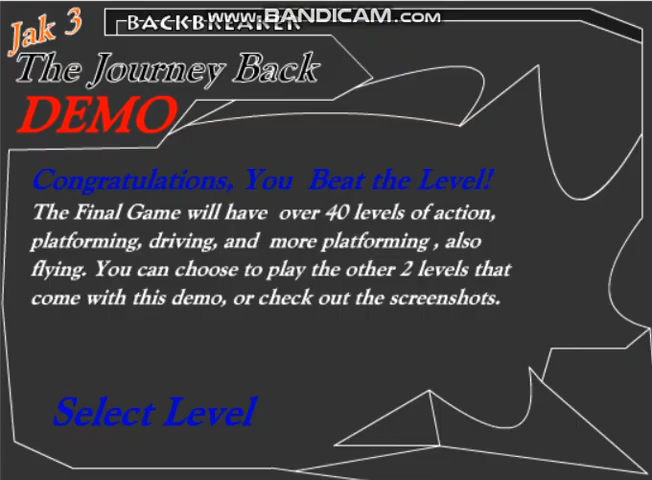 www.BANDICAM.com
Jak 3
BACKBREAKER
The Journey Back
DEMO
Congratulations, You Beat the Level!
The Final Game will have over 40 levels of action,
platforming, driving, and more platforming , also
flying. You can choose to play the other 2 levels that
come with this demo, or check out the screenshots.
Select Level